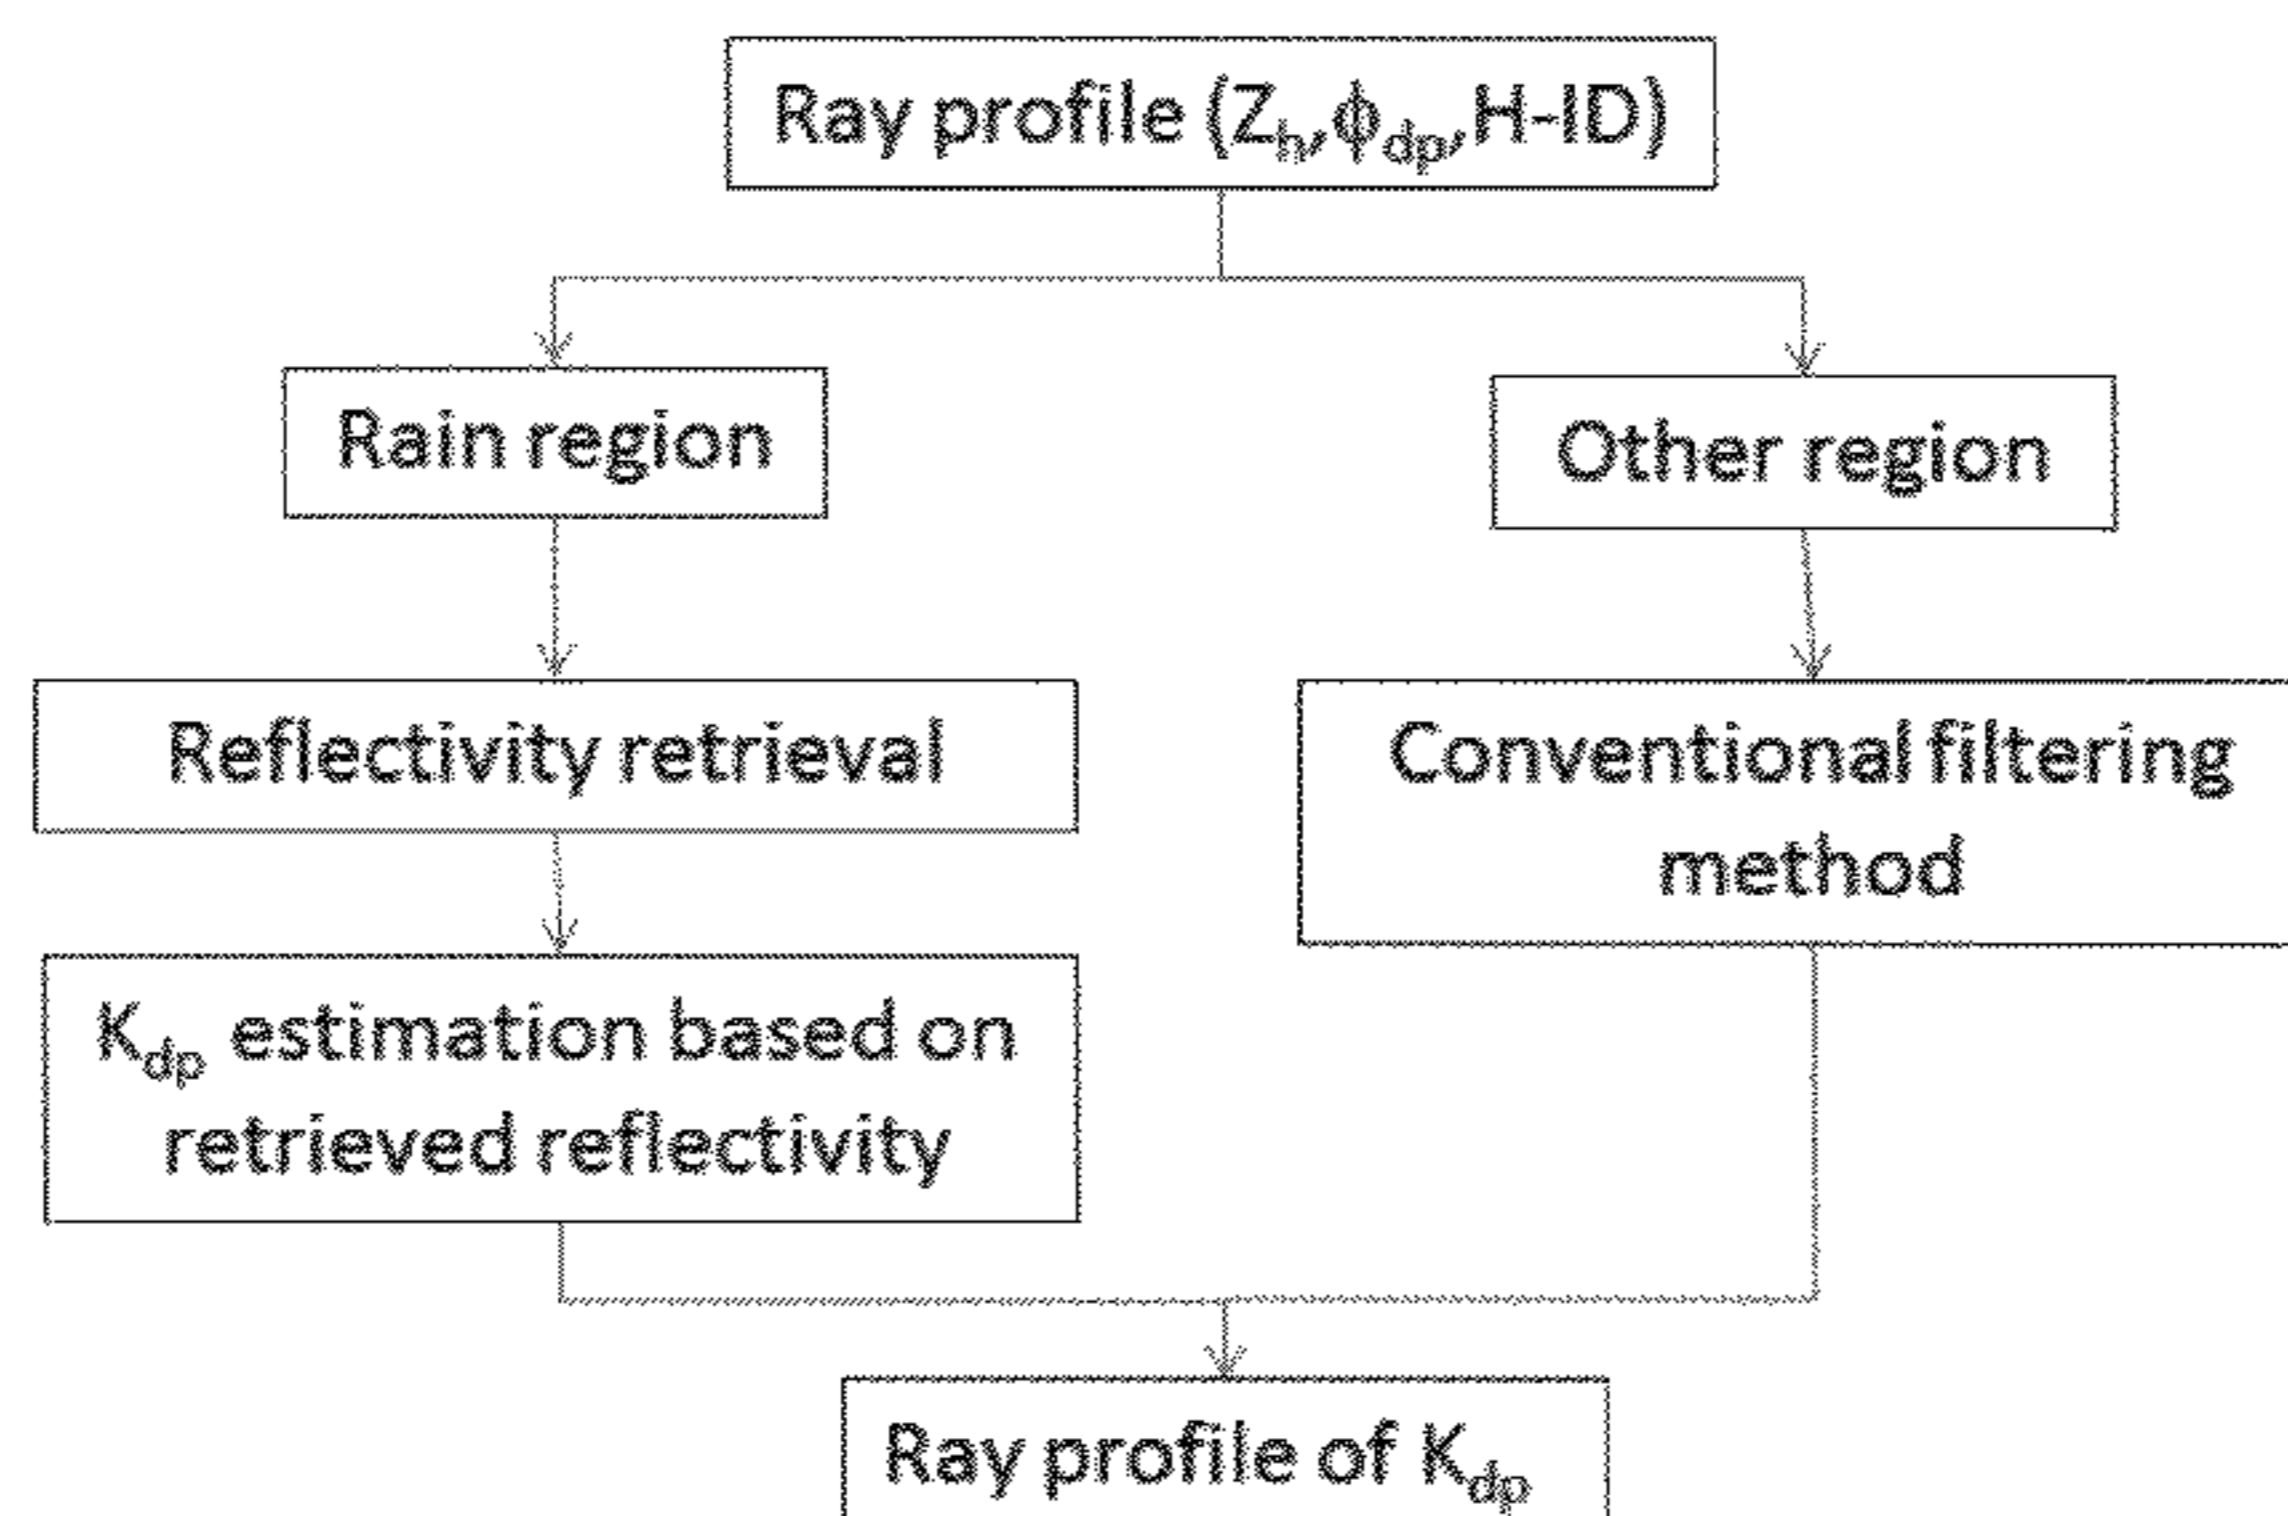 Ray profile (Zₕ,ϕdp,H-ID)
Rain region
Other region
Reflectivity retrieval
Conventional filtering
method
Kdp estimation based on
retrieved reflectivity
Ray profile of Kdp